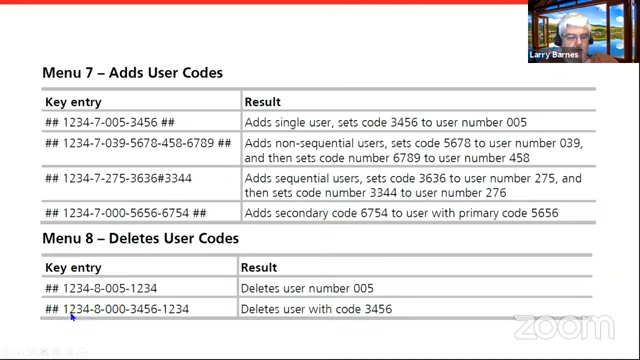 Larry Barnes
Menu 7 – Adds User Codes
Key entry Result
## 1234-7-005-3456 ## Adds single user, sets code 3456 to user number 005
## 1234-7-039-5678-458-6789 ## Adds non-sequential users, sets code 5678 to user number 039,
and then sets code number 6789 to user number 458
## 1234-7-275-3636#3344 Adds sequential users, sets code 3636 to user number 275, and
then sets code number 3344 to user number 276
## 1234-7-000-5656-6754 ## Adds secondary code 6754 to user with primary code 5656
Menu 8 – Deletes User Codes
Key entry Result
## 1234-8-005-1234 Deletes user number 005
## 1234-8-000-3456-1234 Deletes user with code 3456
zoom